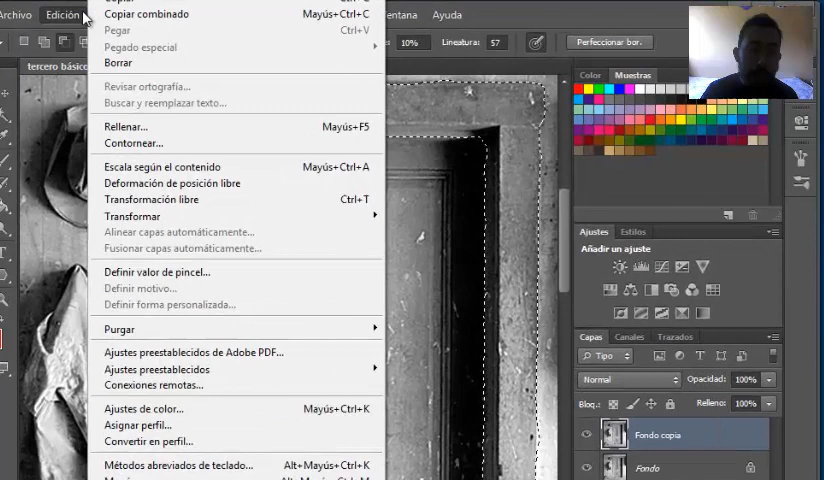 Archivo Edición Ventana Ayuda
Copiar Ctrl+C
Copiar combinado Mayús+Ctrl+C
Pegar Ctrl+V
Pegado especial
Borrar
Revisar ortografía...
Buscar y reemplazar texto...
Rellenar... Mayús+F5
Contornear...
Escala según el contenido Mayús+Ctrl+A
Deformación de posición libre
Transformación libre Ctrl+T
Transformar
Alinear capas automáticamente...
Fusionar capas automáticamente...
Definir valor de pincel...
Definir motivo...
Definir forma personalizada...
Purgar
Ajustes preestablecidos de Adobe PDF...
Ajustes preestablecidos
Conexiones remotas...
Ajustes de color... Mayús+Ctrl+K
Asignar perfil...
Convertir en perfil...
Métodos abreviados de teclado... Alt+Mayús+Ctrl+K
10% Lineatura: 57 Perfeccionar bor.
tercero básico
Color Muestras
Ajustes Estilos
Añadir un ajuste
Capas Canales Trazados
Tipo
Normal Opacidad: 100%
Bloq.: Relleno: 100%
Fondo copia
Fondo